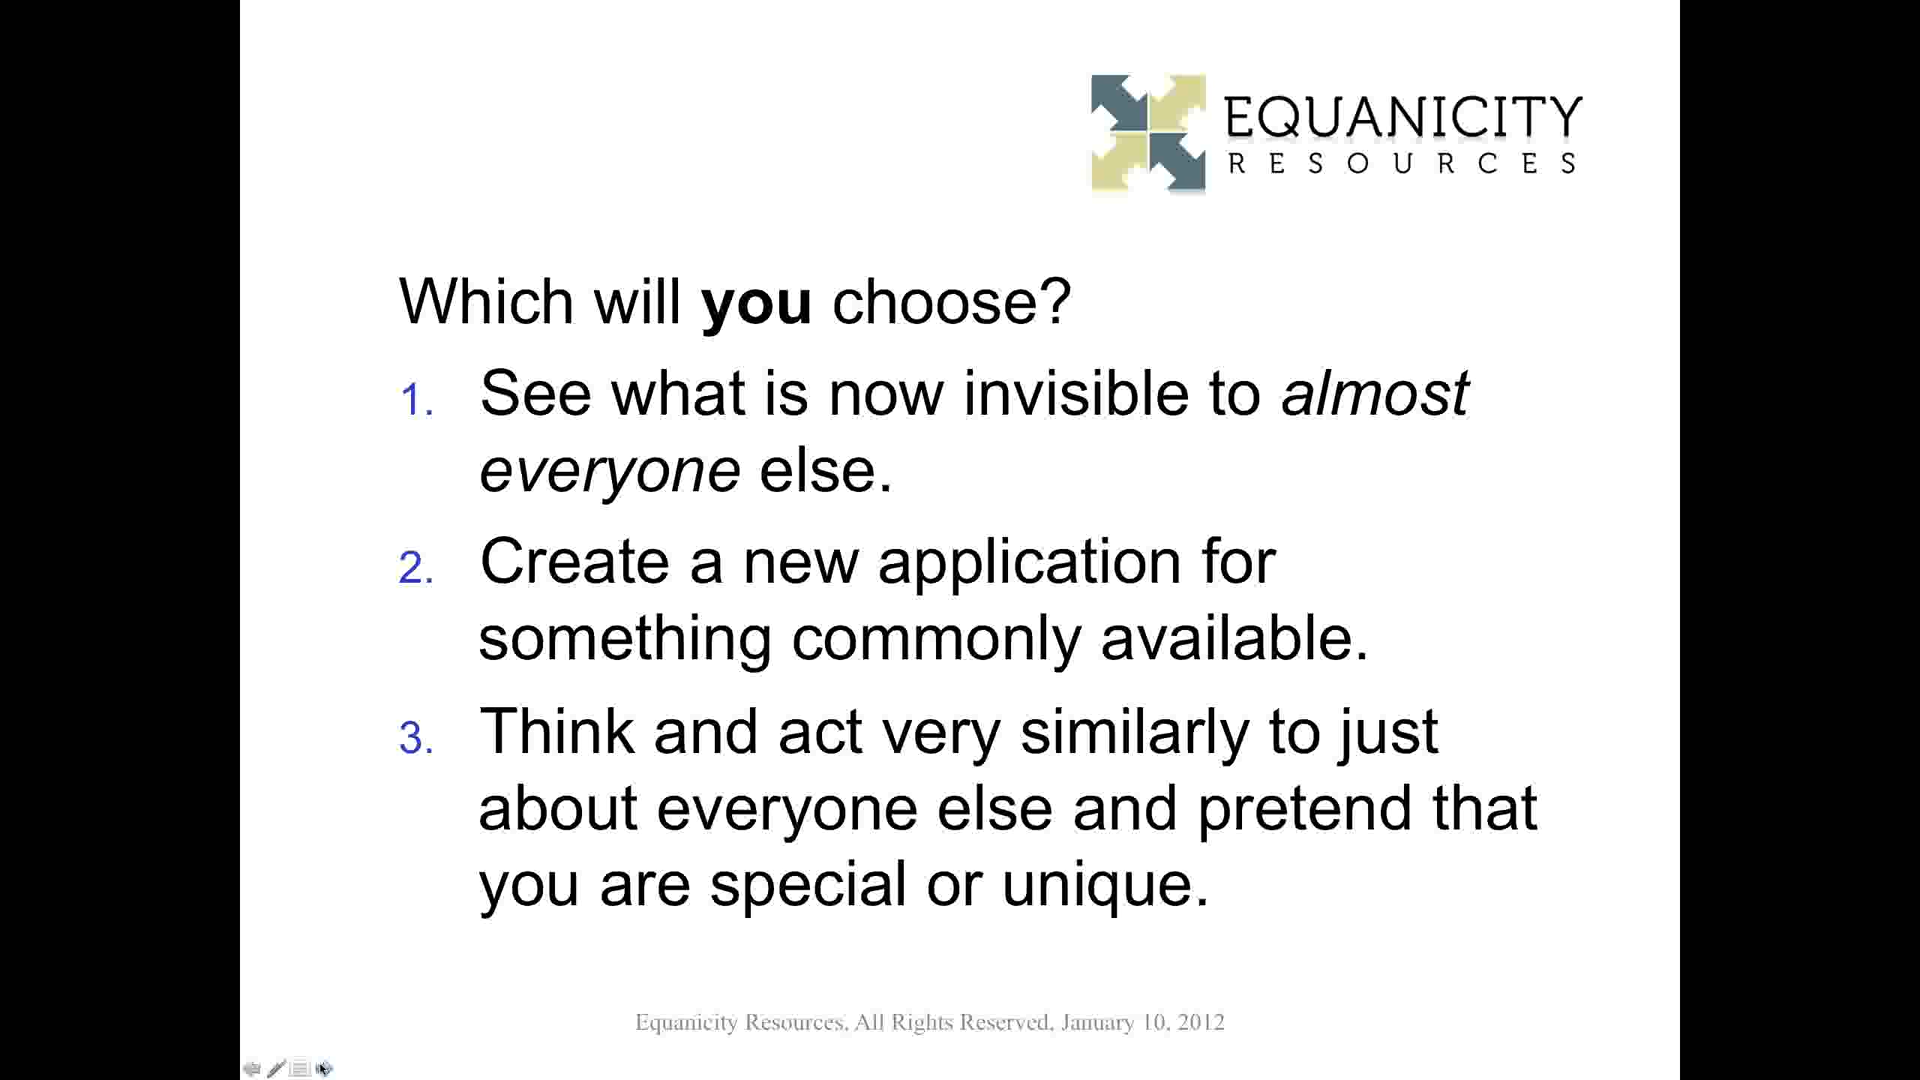 EQUANICITY
RESOURCES
Which will you choose?
1. See what is now invisible to almost
everyone else.
2. Create a new application for
something commonly available.
3. Think and act very similarly to just
about everyone else and pretend that
you are special or unique.
Equanicity Resources, All Rights Reserved, January 10, 2012